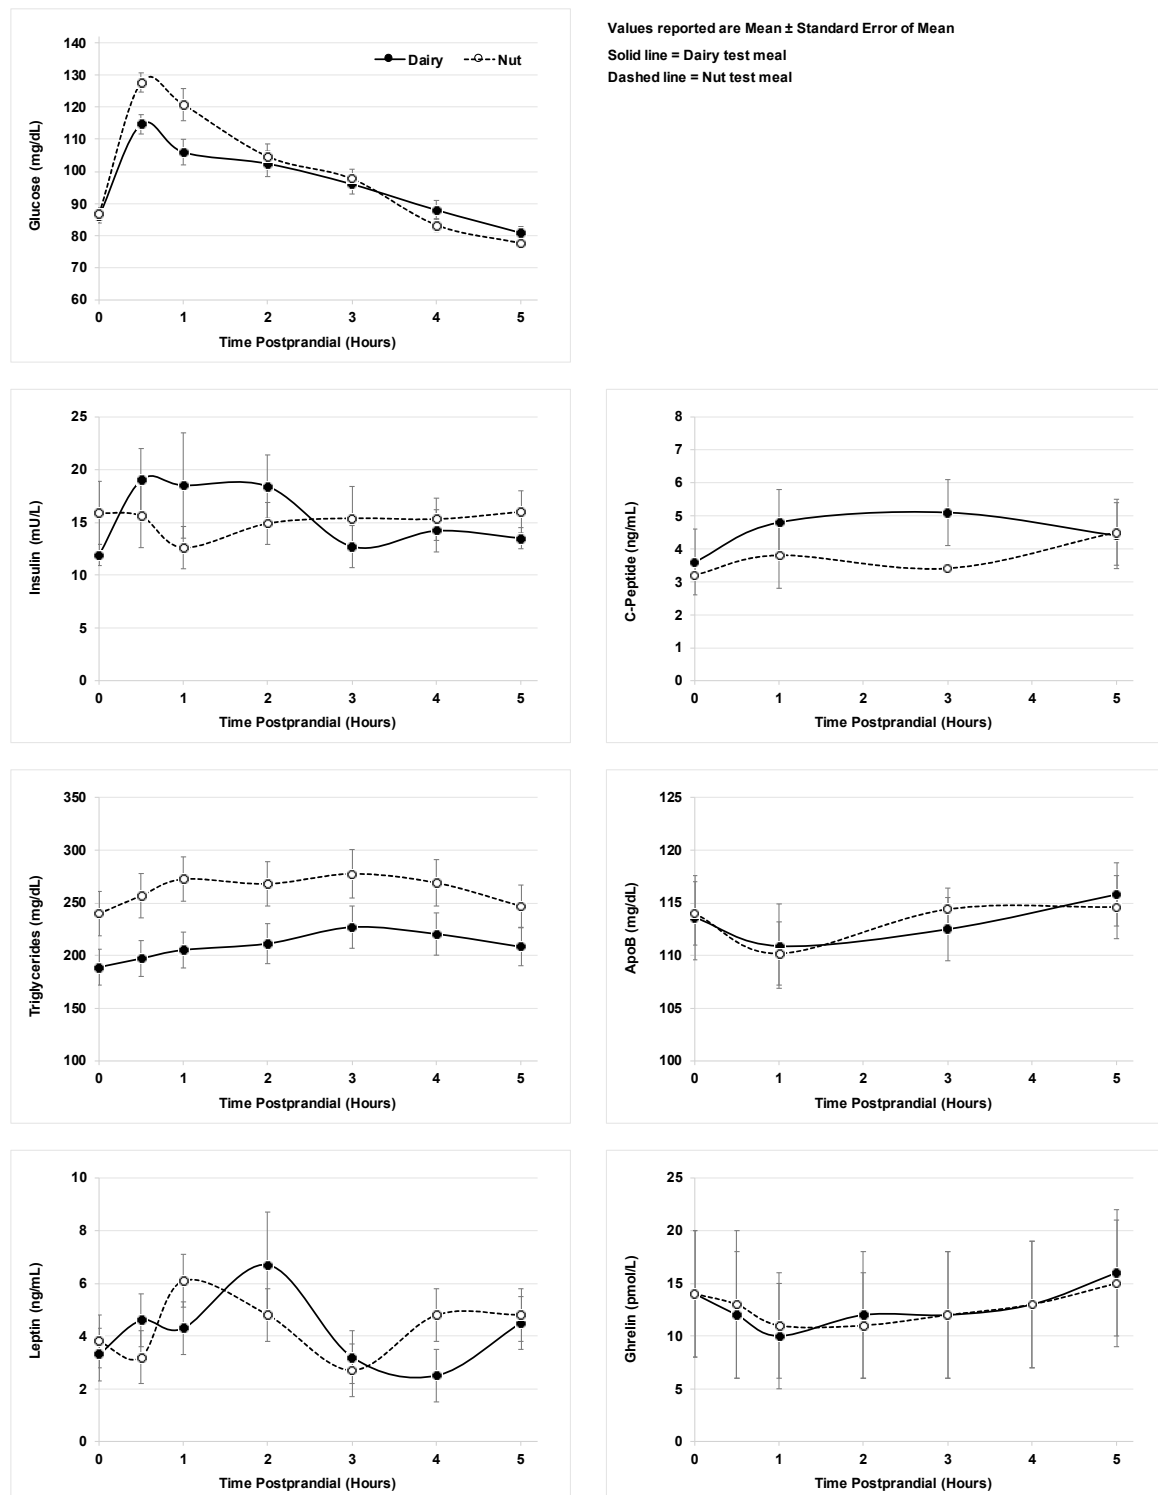 140
130
120
110
100
90
80
70
60
Glucose (mg/dL)
Dairy Nut
0 1 2 3 4 5
Time Postprandial (Hours)
Values reported are Mean ± Standard Error of Mean
Solid line = Dairy test meal
Dashed line = Nut test meal
25
20
15
10
5
0
Insulin (mU/L)
0 1 2 3 4 5
Time Postprandial (Hours)
8
7
6
5
4
3
2
1
0
C-Peptide (ng/mL)
0 1 2 3 4 5
Time Postprandial (Hours)
350
300
250
200
150
100
Triglycerides (mg/dL)
0 1 2 3 4 5
Time Postprandial (Hours)
125
120
115
110
105
100
ApoB (mg/dL)
0 1 2 3 4 5
Time Postprandial (Hours)
10
8
6
4
2
0
Leptin (ng/mL)
0 1 2 3 4 5
Time Postprandial (Hours)
25
20
15
10
5
0
Ghrelin (pmol/L)
0 1 2 3 4 5
Time Postprandial (Hours)